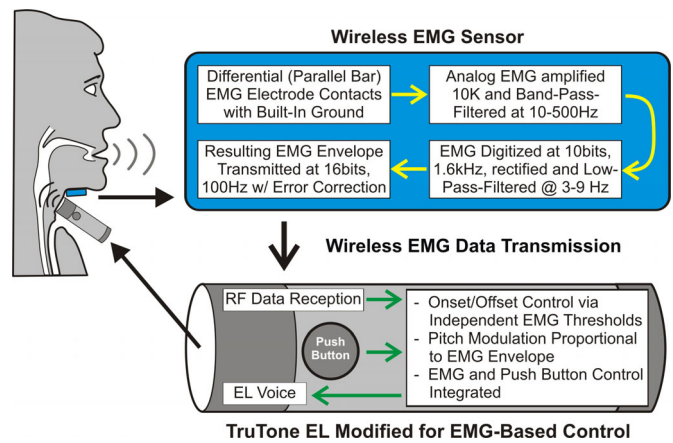 Wireless EMG Sensor
Differential (Parallel Bar)
EMG Electrode Contacts
with Built-In Ground
Analog EMG amplified
10K and Band-Pass-
Filtered at 10-500Hz
Resulting EMG Envelope
Transmitted at 16bits,
100Hz w/ Error Correction
EMG Digitized at 10bits,
1.6kHz, rectified and Low-
Pass-Filtered @ 3-9 Hz
Wireless EMG Data Transmission
RF Data Reception
Push
Button
EL Voice
- Onset/Offset Control via
Independent EMG Thresholds
- Pitch Modulation Proportional
to EMG Envelope
- EMG and Push Button Control
Integrated
TruTone EL Modified for EMG-Based Control